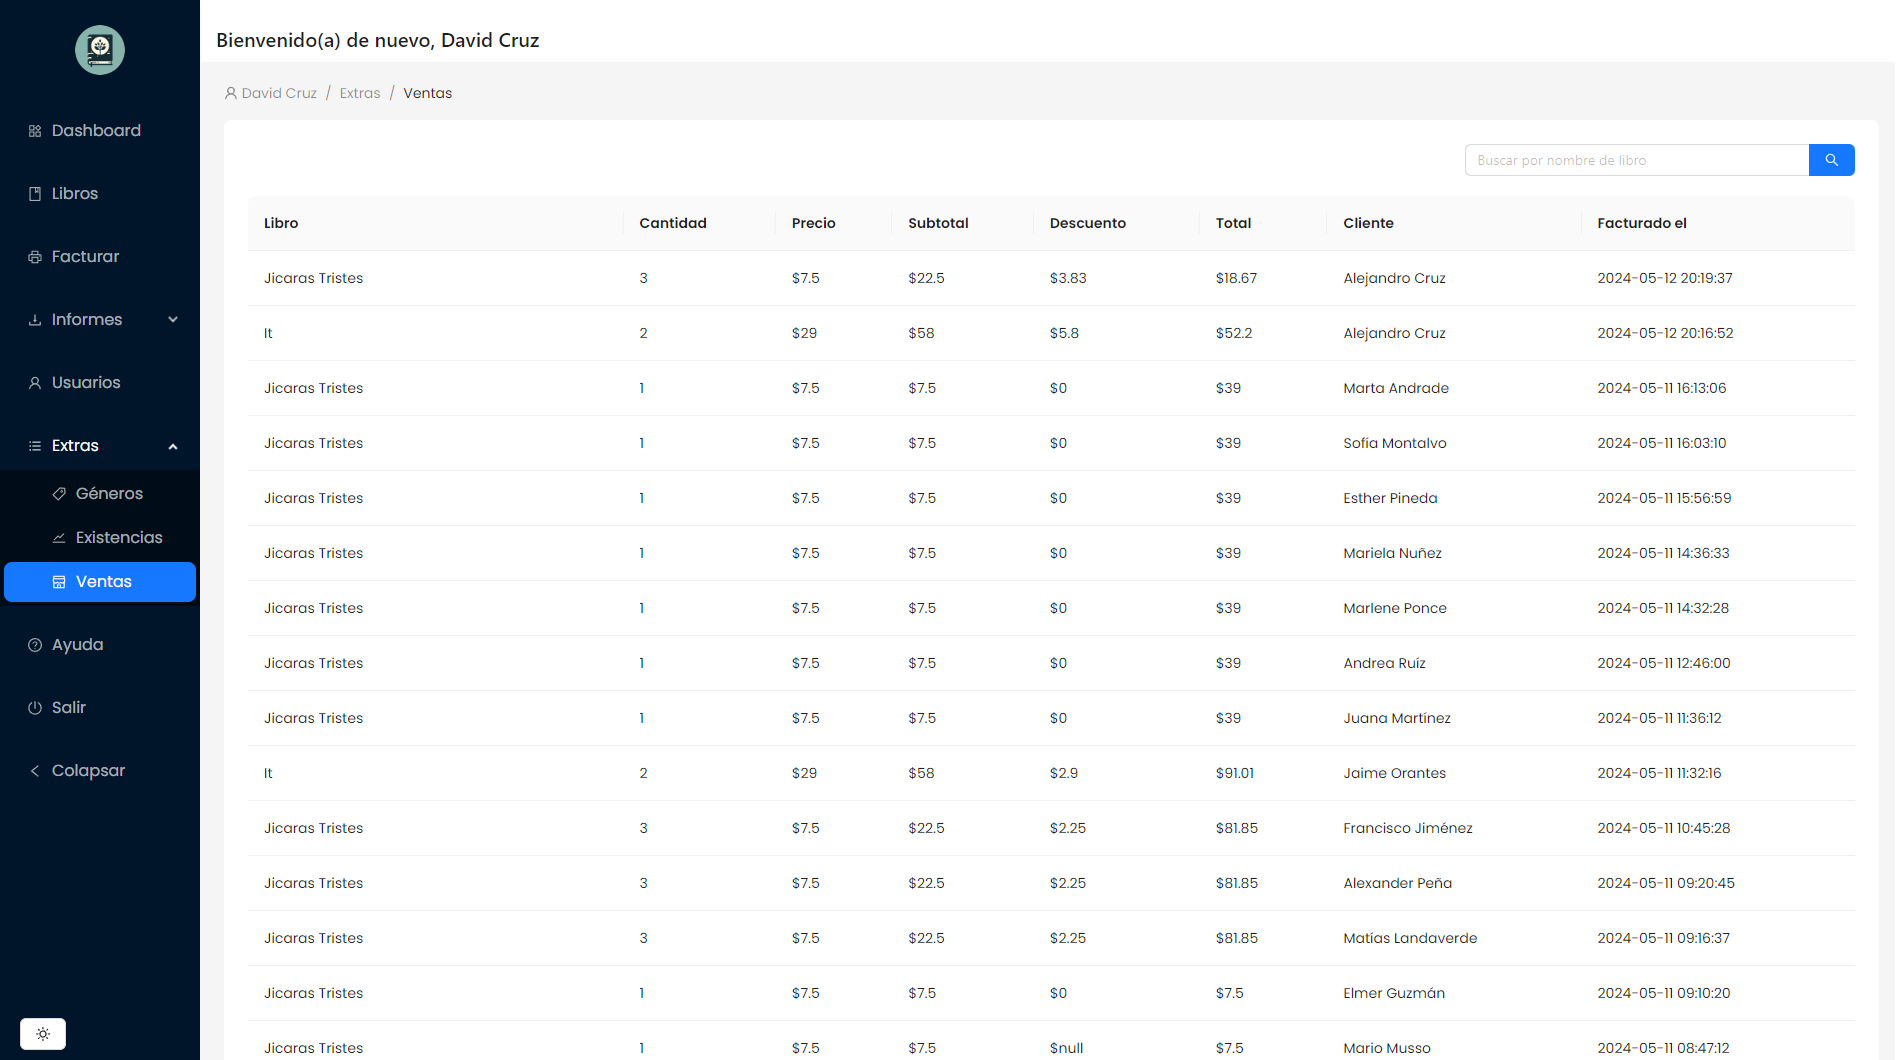 Bienvenido(a) de nuevo, David Cruz
David Cruz / Extras / Ventas
Dashboard
Libros
Facturar
Informes
Usuarios
Extras
Géneros
Existencias
Ventas
Ayuda
Salir
Colapsar
Buscar por nombre de libro
Libro Cantidad Precio Subtotal Descuento Total Cliente Facturado el
Jicaras Tristes 3 $7.5 $22.5 $3.83 $18.67 Alejandro Cruz 2024-05-12 20:19:37
It 2 $29 $58 $5.8 $52.2 Alejandro Cruz 2024-05-12 20:16:52
Jicaras Tristes 1 $7.5 $7.5 $0 $39 Marta Andrade 2024-05-11 16:13:06
Jicaras Tristes 1 $7.5 $7.5 $0 $39 Sofía Montalvo 2024-05-11 16:03:10
Jicaras Tristes 1 $7.5 $7.5 $0 $39 Esther Pineda 2024-05-11 15:56:59
Jicaras Tristes 1 $7.5 $7.5 $0 $39 Mariela Nuñez 2024-05-11 14:36:33
Jicaras Tristes 1 $7.5 $7.5 $0 $39 Marlene Ponce 2024-05-11 14:32:28
Jicaras Tristes 1 $7.5 $7.5 $0 $39 Andrea Ruíz 2024-05-11 12:46:00
Jicaras Tristes 1 $7.5 $7.5 $0 $39 Juana Martínez 2024-05-11 11:36:12
It 2 $29 $58 $2.9 $91.01 Jaime Orantes 2024-05-11 11:32:16
Jicaras Tristes 3 $7.5 $22.5 $2.25 $81.85 Francisco Jiménez 2024-05-11 10:45:28
Jicaras Tristes 3 $7.5 $22.5 $2.25 $81.85 Alexander Peña 2024-05-11 09:20:45
Jicaras Tristes 3 $7.5 $22.5 $2.25 $81.85 Matías Landaverde 2024-05-11 09:16:37
Jicaras Tristes 1 $7.5 $7.5 $0 $7.5 Elmer Guzmán 2024-05-11 09:10:20
Jicaras Tristes 1 $7.5 $7.5 $null $7.5 Mario Musso 2024-05-11 08:47:12